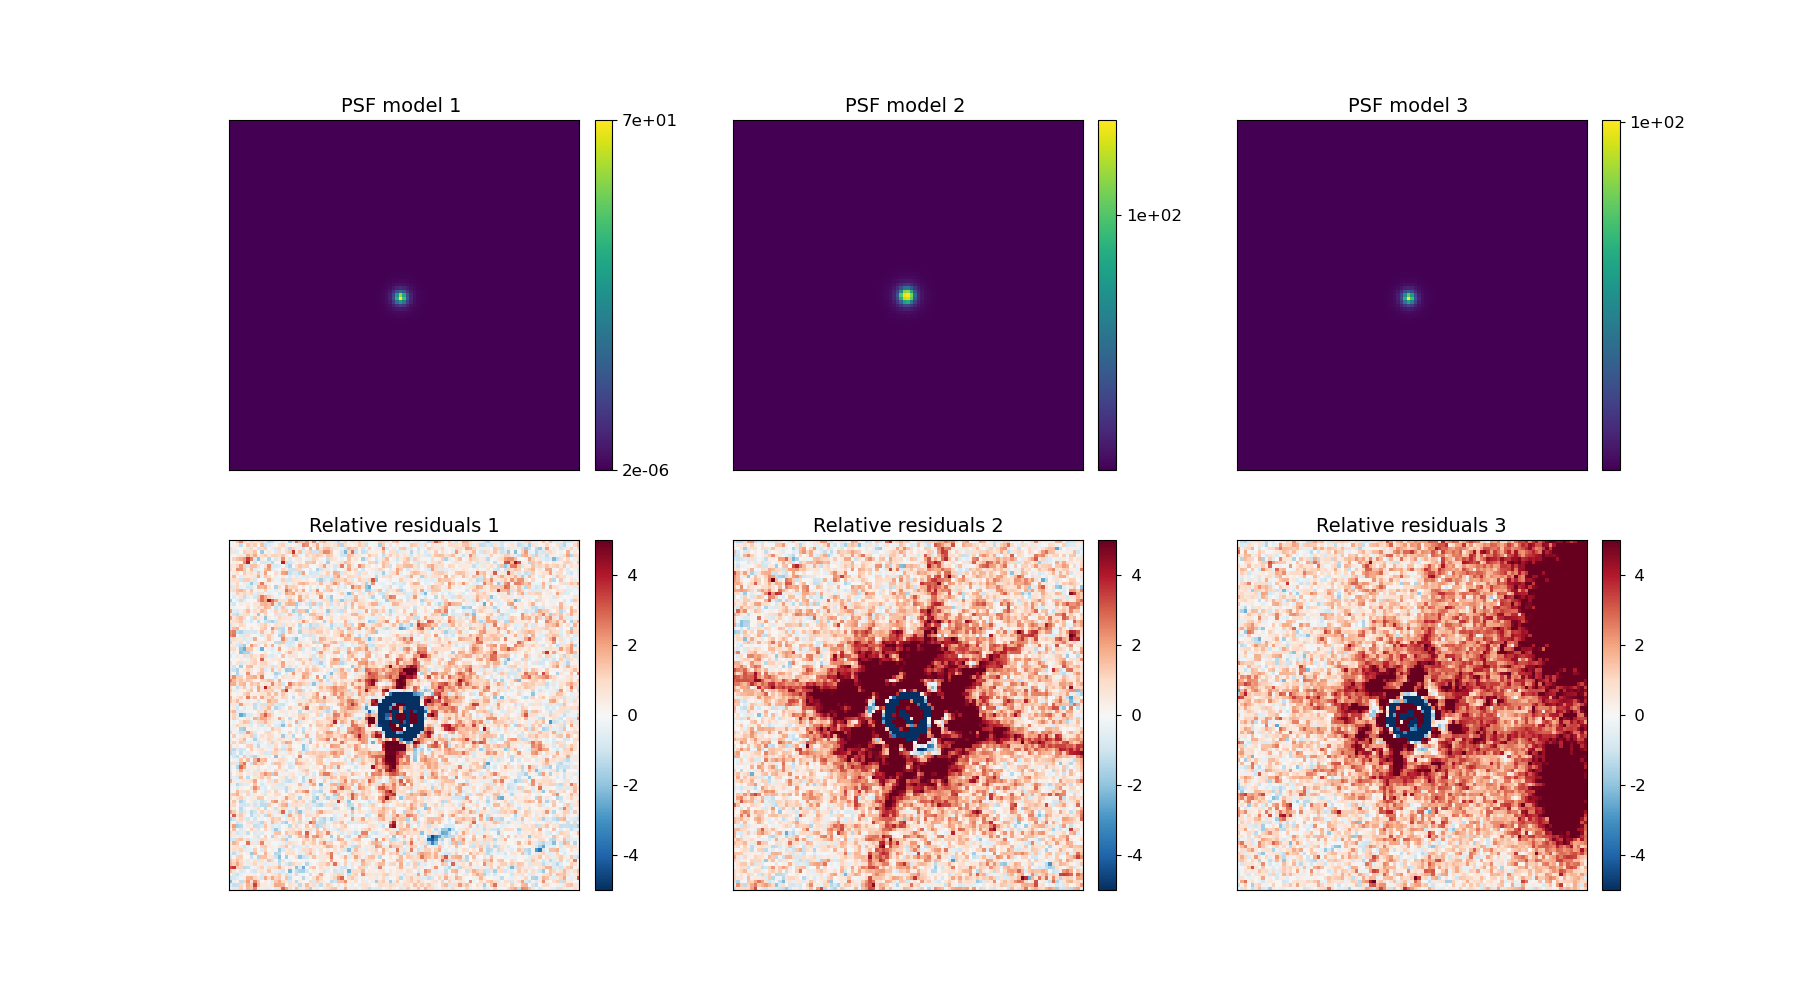 PSF model 1
PSF model 2
PSF model 3
7e+01
2e-06
1e+02
1e+02
Relative residuals 1
Relative residuals 2
Relative residuals 3
4
2
0
-2
-4
4
2
0
-2
-4
4
2
0
-2
-4